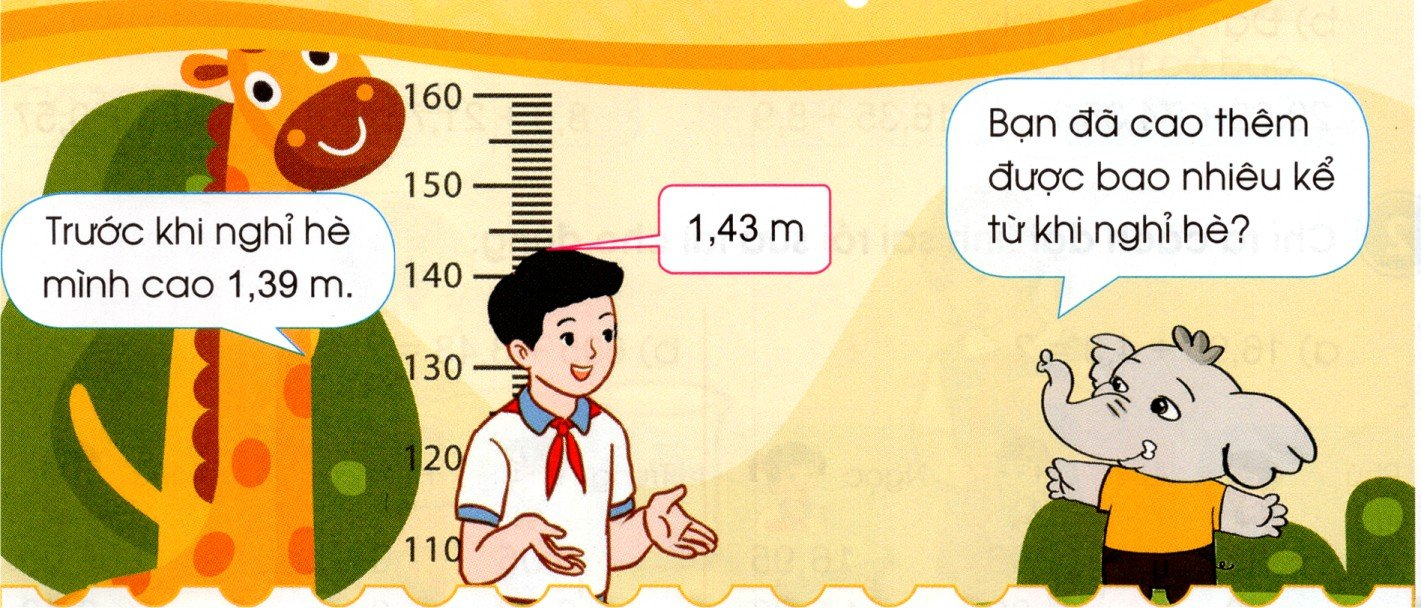 160
150
140
130
120
110
Trước khi nghỉ hè
mình cao 1,39 m.
1,43 m
Bạn đã cao thêm
được bao nhiêu kể
từ khi nghỉ hè?